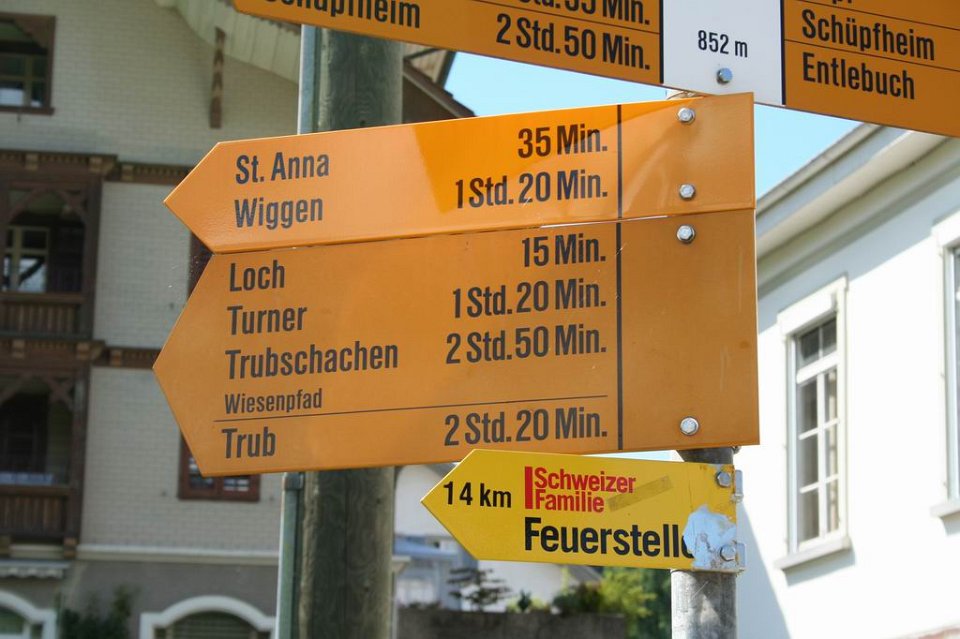 Schüpfheim 2 Std. 50 Min.
852 m
Schüpfheim
Entlebuch
St. Anna 35 Min.
Wiggen 1 Std. 20 Min.
Loch 15 Min.
Turner 1 Std. 20 Min.
Trubschachen 2 Std. 50 Min.
Wiesenpfad
Trub 2 Std. 20 Min.
14 km
Schweizer
Familie
Feuerstelle